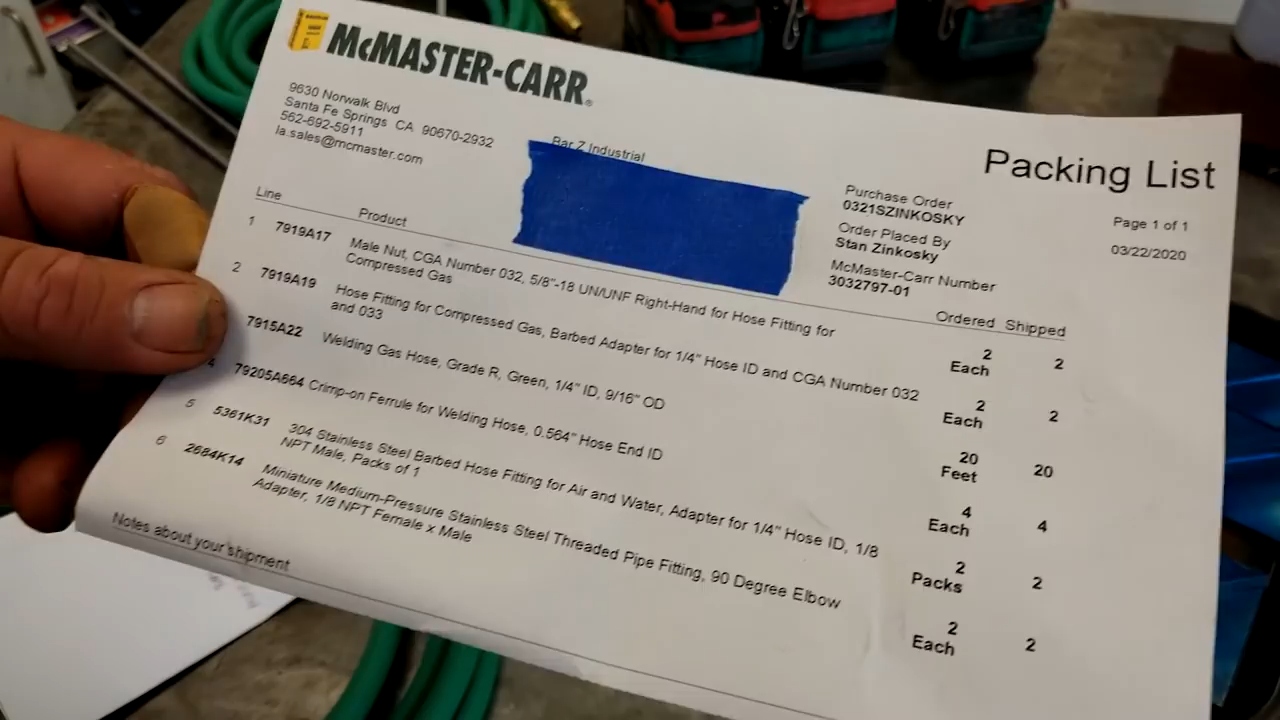 McMASTER-CARR®
9630 Norwalk Blvd
Santa Fe Springs CA 90670-2932
562-692-5911
la.sales@mcmaster.com
Bar Z Industrial
Packing List
Purchase Order
0321SZINKOSKY
Order Placed By
Stan Zinkosky
McMaster-Carr Number
3032797-01
Page 1 of 1
03/22/2020
Line Product Ordered Shipped
1 7919A17 Male Nut, CGA Number 032, 5/8"-18 UN/UNF Right-Hand for Hose Fitting for 2 2
Compressed Gas Each
2 7919A19 Hose Fitting for Compressed Gas, Barbed Adapter for 1/4" Hose ID and CGA Number 032 2 2
and 033 Each
7915A22 Welding Gas Hose, Grade R, Green, 1/4" ID, 9/16" OD 20 20
Feet
4 79205A664 Crimp-on Ferrule for Welding Hose, 0.564" Hose End ID 4 4
Each
5 5361K31 304 Stainless Steel Barbed Hose Fitting for Air and Water, Adapter for 1/4" Hose ID, 1/8 2 2
NPT Male, Packs of 1 Packs
6 2684K14 Miniature Medium-Pressure Stainless Steel Threaded Pipe Fitting, 90 Degree Elbow 2 2
Adapter, 1/8 NPT Female x Male Each
Notes about your shipment